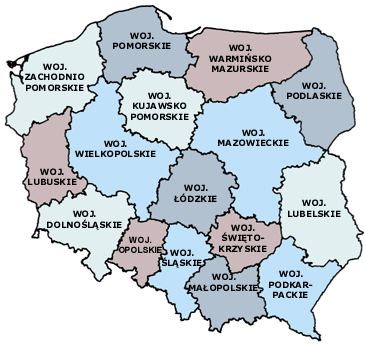 WOJ.
POMORSKIE
WOJ.
ZACHODNIO
POMORSKIE
WOJ.
WARMIŃSKO
MAZURSKIE
WOJ.
PODLASKIE
WOJ.
KUJAWSKO
POMORSKIE
WOJ.
MAZOWIECKIE
WOJ.
WIELKOPOLSKIE
WOJ.
LUBUSKIE
WOJ.
ŁÓDZKIE
WOJ.
LUBELSKIE
WOJ.
DOLNOŚLĄSKIE
WOJ.
OPOLSKIE
WOJ.
ŚLĄSKIE
WOJ.
ŚWIĘTO-
KRZYSKIE
WOJ.
MAŁOPOLSKIE
WOJ.
PODKAR-
PACKIE